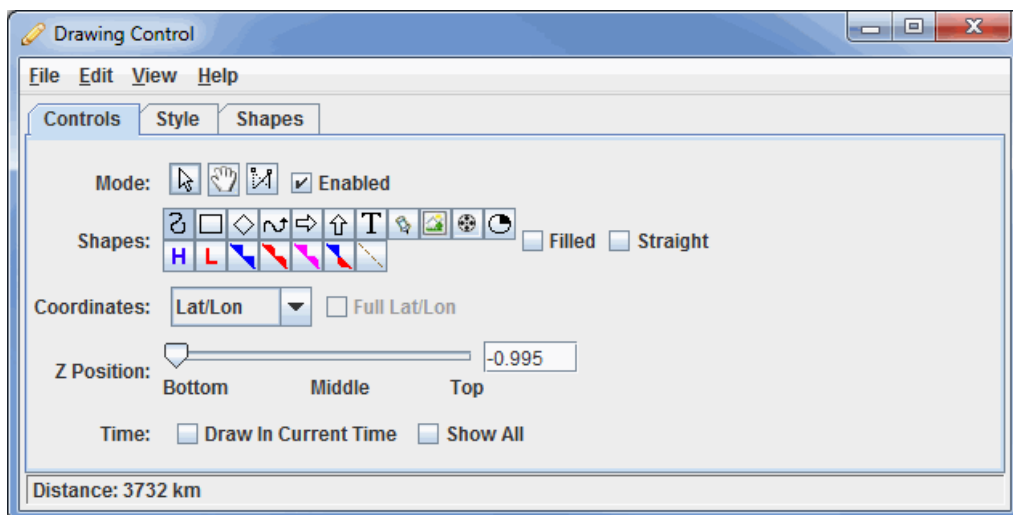 Drawing Control
File Edit View Help
Controls Style Shapes
Mode: Enabled
Shapes: T Filled Straight
H L
Coordinates: Lat/Lon Full Lat/Lon
Z Position: -0.995
Bottom Middle Top
Time: Draw In Current Time Show All
Distance: 3732 km